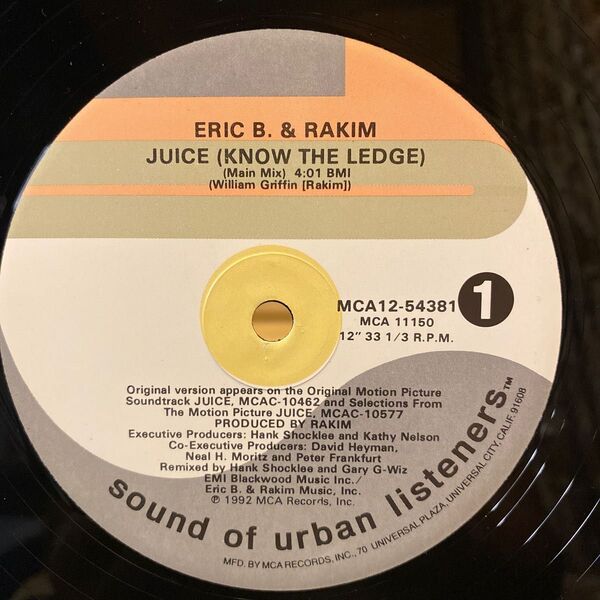 ERIC B. & RAKIM
JUICE (KNOW THE LEDGE)
(Main Mix) 4:01 BMI
(William Griffin [Rakim])
MCA12-54381
1
MCA 11150
12" 33 1/3 R.P.M.
Original version appears on the Original Motion Picture
Soundtrack JUICE, MCAC-10462 and Selections From
The Motion Picture JUICE, MCAC-10577
PRODUCED BY RAKIM
Executive Producers: Hank Shocklee and Kathy Nelson
Co-Executive Producers: David Heyman,
Neal H. Moritz and Peter Frankfurt
Remixed by Hank Shocklee and Gary G-Wiz
EMI Blackwood Music Inc./
Eric B. & Rakim Music, Inc.
℗ 1992 MCA Records, Inc.
sound of urban listeners™
MFD. BY MCA RECORDS, INC., 70 UNIVERSAL PLAZA, UNIVERSAL CITY, CALIF. 91608